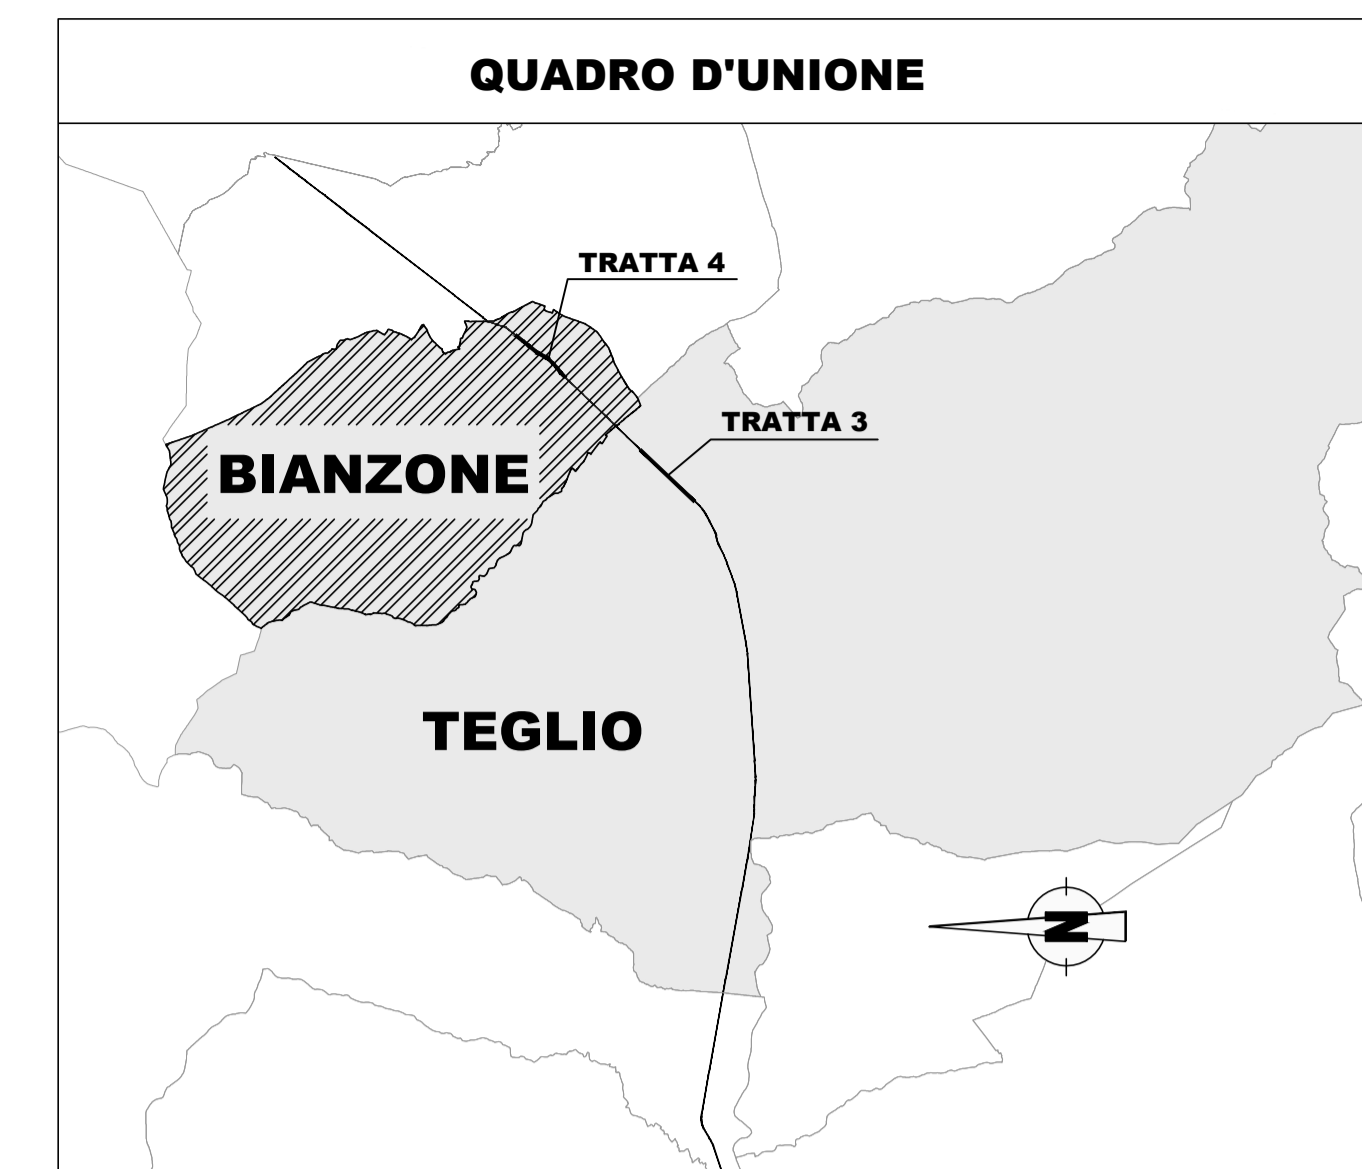 QUADRO D'UNIONE
TRATTA 4
TRATTA 3
BIANZONE
TEGLIO
N